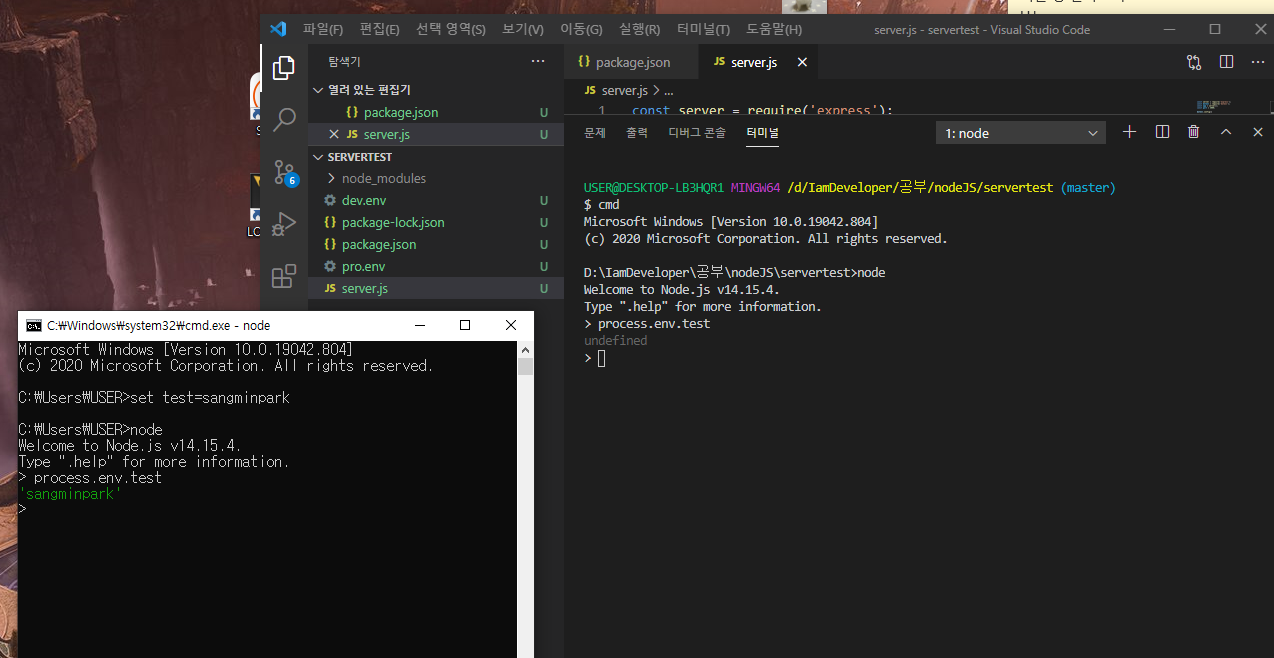 파일(F) 편집(E) 선택 영역(S) 보기(V) 이동(G) 실행(R) 터미널(T) 도움말(H) server.js - servertest - Visual Studio Code
탐색기
열려 있는 편집기
{} package.json U
JS server.js U
SERVERTEST
node_modules
dev.env U
{} package-lock.json U
{} package.json U
pro.env U
JS server.js U
6
{} package.json JS server.js
JS server.js > ...
1 const server = require('express');
문제 출력 디버그 콘솔 터미널 1: node
USER@DESKTOP-LB3HQR1 MINGW64 /d/IamDeveloper/공부/nodeJS/servertest (master)
$ cmd
Microsoft Windows [Version 10.0.19042.804]
(c) 2020 Microsoft Corporation. All rights reserved.
D:\IamDeveloper\공부\nodeJS\servertest>node
Welcome to Node.js v14.15.4.
Type ".help" for more information.
> process.env.test
undefined
>
C:₩Windows₩system32₩cmd.exe - node
Microsoft Windows [Version 10.0.19042.804]
(c) 2020 Microsoft Corporation. All rights reserved.
C:₩Users₩USER>set test=sangminpark
C:₩Users₩USER>node
Welcome to Node.js v14.15.4.
Type ".help" for more information.
> process.env.test
'sangminpark'
>